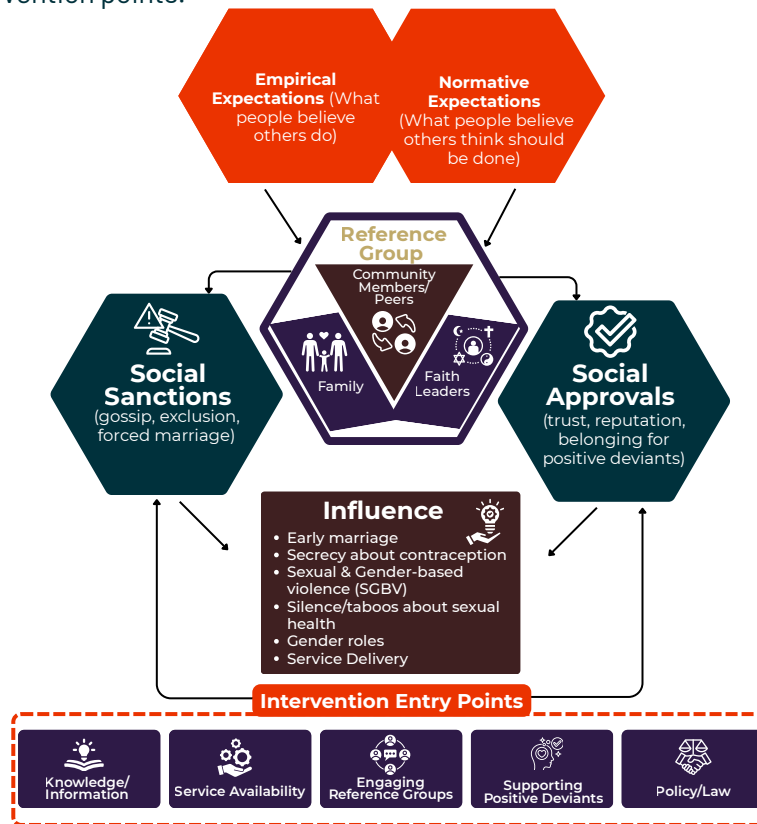 vention points.
Empirical
Expectations (What
people believe
others do)
Normative
Expectations
(What people believe
others think should
be done)
Reference
Group
Community
Members/
Peers
Family
Faith
Leaders
Social
Sanctions
(gossip, exclusion,
forced marriage)
Social
Approvals
(trust, reputation,
belonging for
positive deviants)
Influence
• Early marriage
• Secrecy about contraception
• Sexual & Gender-based
violence (SGBV)
• Silence/taboos about sexual
health
• Gender roles
• Service Delivery
Intervention Entry Points
Knowledge/
Information
Service Availability
Engaging
Reference Groups
Supporting
Positive Deviants
Policy/Law